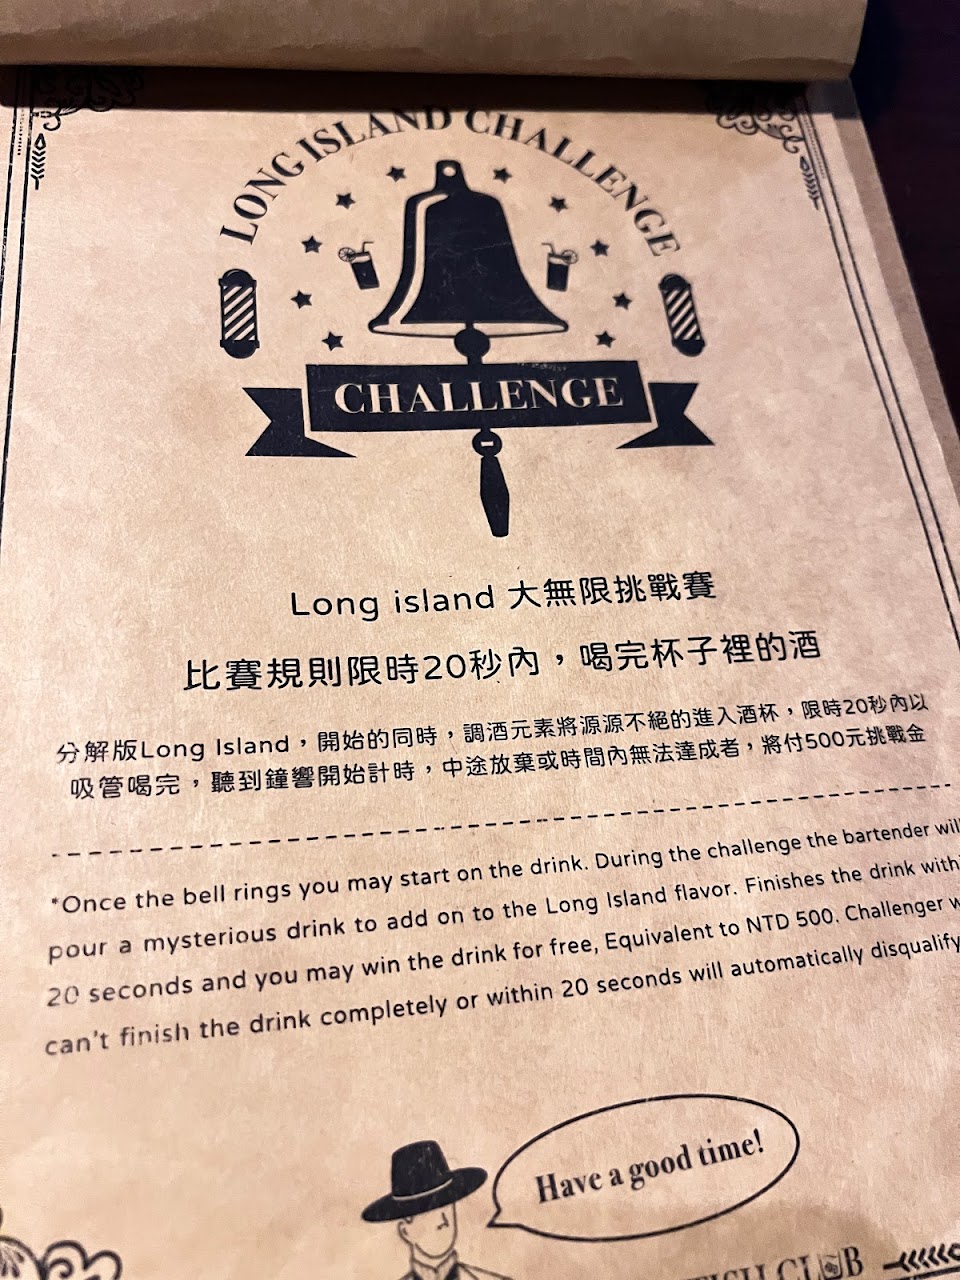 LONG ISLAND CHALLENGE
CHALLENGE
Long island 大無限挑戰賽
比賽規則限時20秒內，喝完杯子裡的酒
分解版Long Island，開始的同時，調酒元素將源源不絕的進入酒杯，限時20秒內以
吸管喝完，聽到鐘響開始計時，中途放棄或時間內無法達成者，將付500元挑戰金
*Once the bell rings you may start on the drink. During the challenge the bartender will
pour a mysterious drink to add on to the Long Island flavor. Finishes the drink within
20 seconds and you may win the drink for free, Equivalent to NTD 500. Challenger w
can't finish the drink completely or within 20 seconds will automatically disqualify
Have a good time!
CLUB